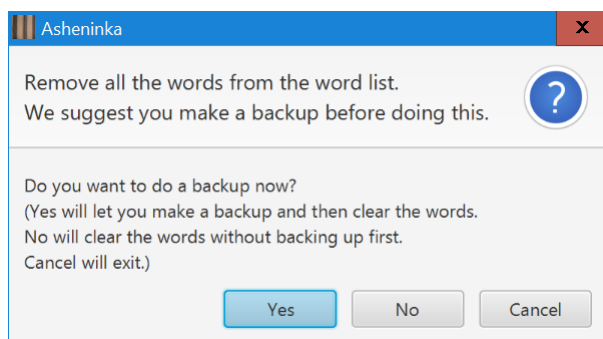 Asheninka
Remove all the words from the word list.
We suggest you make a backup before doing this.
Do you want to do a backup now?
(Yes will let you make a backup and then clear the words.
No will clear the words without backing up first.
Cancel will exit.)
Yes No Cancel